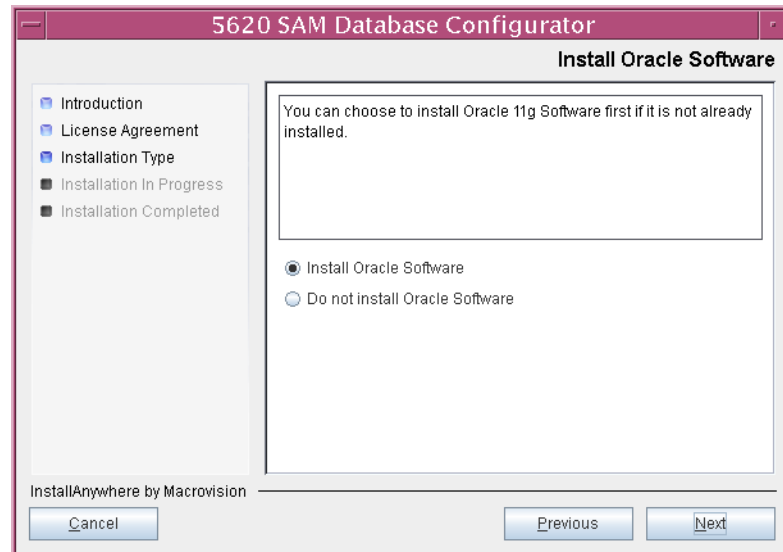 5620 SAM Database Configurator
Install Oracle Software
Introduction
License Agreement
Installation Type
Installation In Progress
Installation Completed
You can choose to install Oracle 11g Software first if it is not already
installed.
Install Oracle Software
Do not install Oracle Software
InstallAnywhere by Macrovision
Cancel
Previous
Next